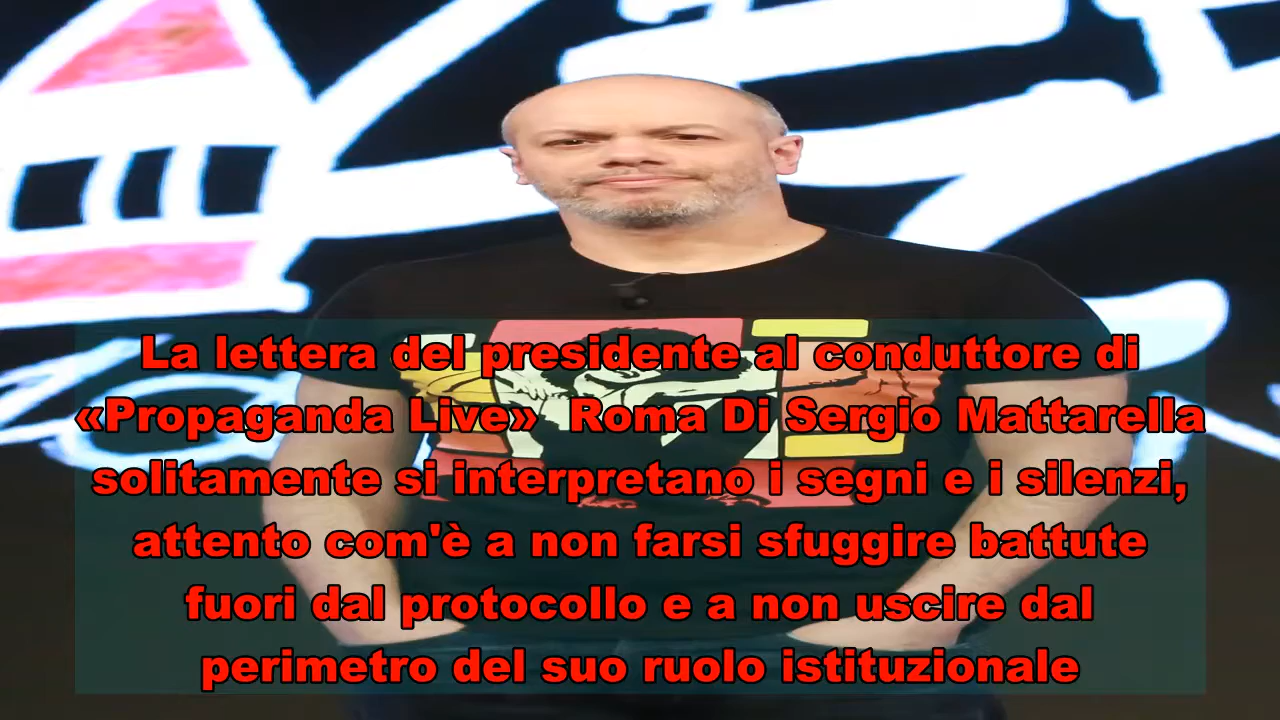 La lettera del presidente al conduttore di
«Propaganda Live»  Roma Di Sergio Mattarella
solitamente si interpretano i segni e i silenzi,
attento com'è a non farsi sfuggire battute
fuori dal protocollo e a non uscire dal
perimetro del suo ruolo istituzionale